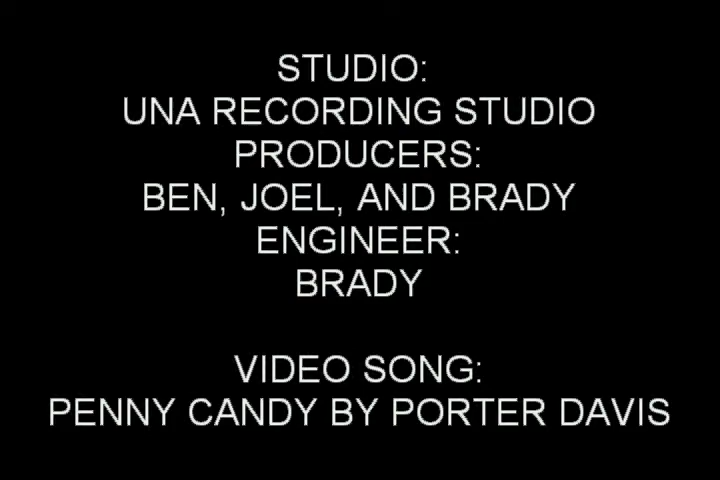 STUDIO:
UNA RECORDING STUDIO
PRODUCERS:
BEN, JOEL, AND BRADY
ENGINEER:
BRADY
VIDEO SONG:
PENNY CANDY BY PORTER DAVIS